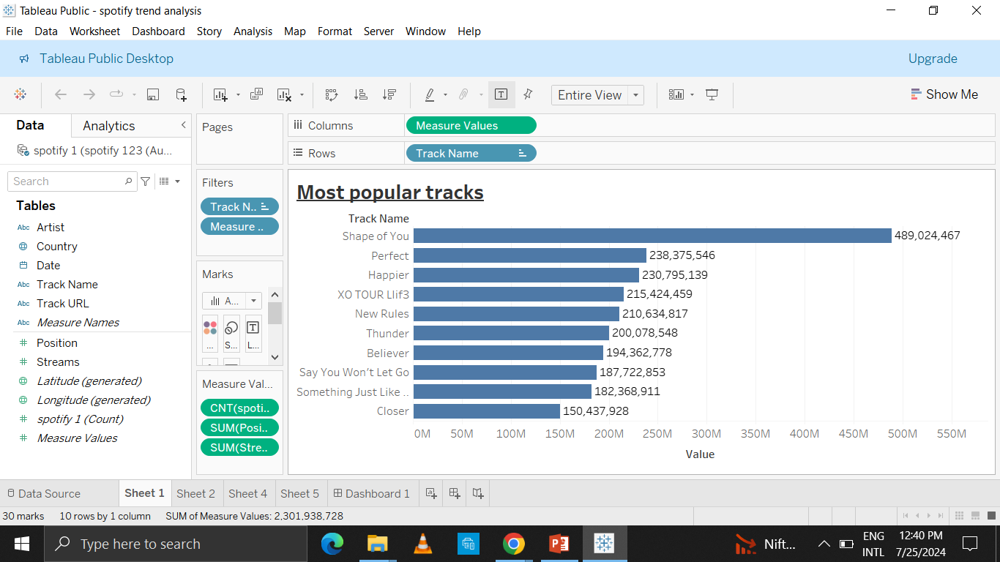 Tableau Public - spotify trend analysis
File Data Worksheet Dashboard Story Analysis Map Format Server Window Help
Tableau Public Desktop Upgrade
Entire View Show Me
Data Analytics
spotify 1 (spotify 123 (Au...
Search
Tables
Abc Artist
Country
Date
Abc Track Name
Abc Track URL
Abc Measure Names
# Position
# Streams
Latitude (generated)
Longitude (generated)
# spotify 1 (Count)
# Measure Values
Pages
Filters
Track N..
Measure ..
Marks
A...
...
S...
L...
Measure Val...
CNT(spoti..
SUM(Posi..
SUM(Stre..
Columns Measure Values
Rows Track Name
Most popular tracks
Track Name
Shape of You 489,024,467
Perfect 238,375,546
Happier 230,795,139
XO TOUR Llif3 215,424,459
New Rules 210,634,817
Thunder 200,078,548
Believer 194,362,778
Say You Won't Let Go 187,722,853
Something Just Like .. 182,368,911
Closer 150,437,928
0M 50M 100M 150M 200M 250M 300M 350M 400M 450M 500M 550M
Value
Data Source Sheet 1 Sheet 2 Sheet 4 Sheet 5 Dashboard 1
30 marks 10 rows by 1 column SUM of Measure Values: 2,301,938,728
Type here to search
Nift...
ENG
INTL
12:40 PM
7/25/2024